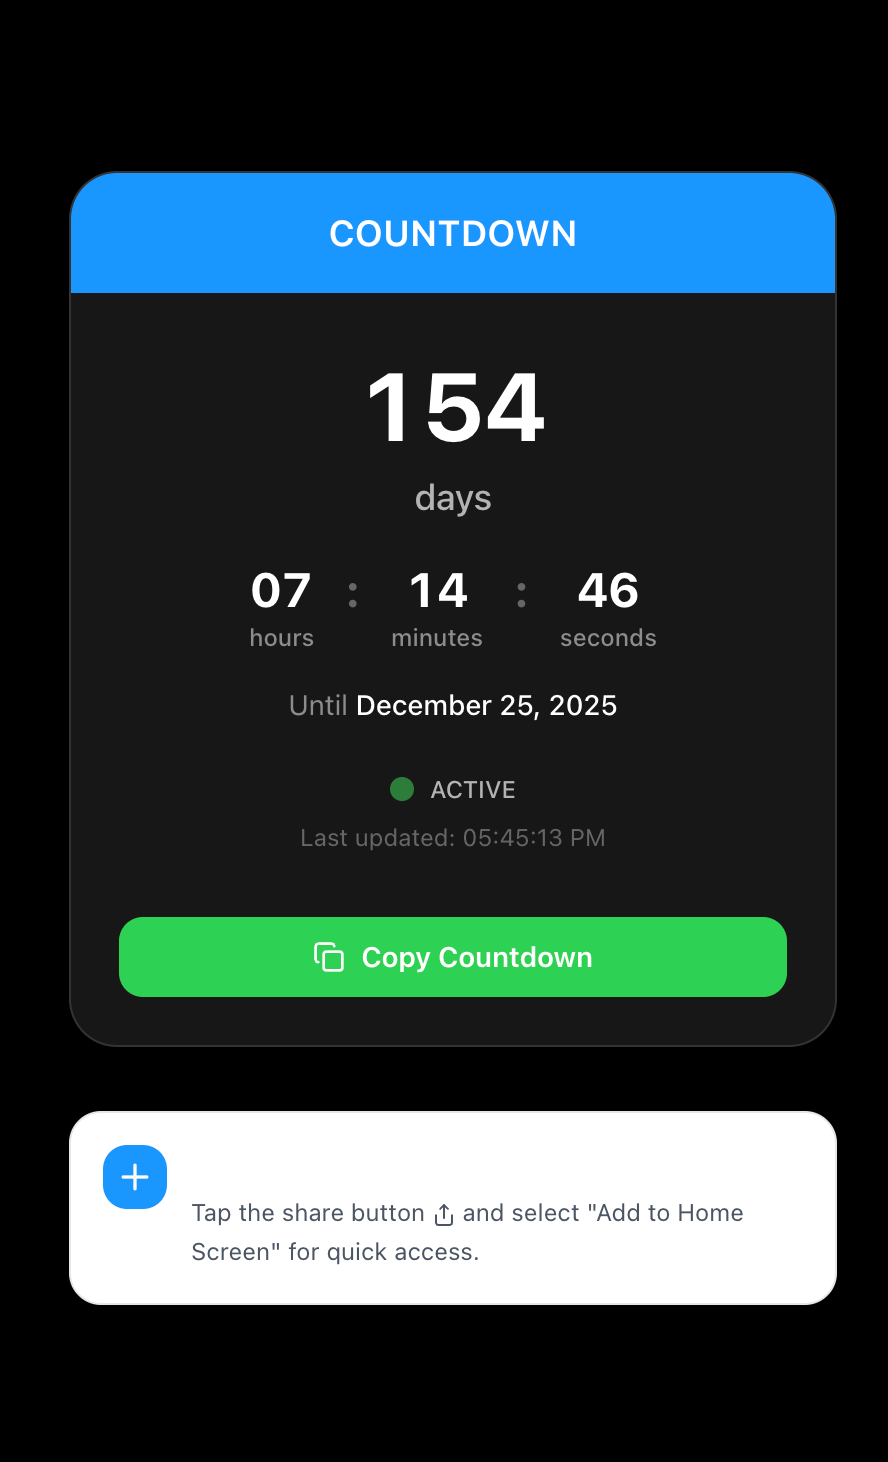 COUNTDOWN
154
days
07 : 14 : 46
hours minutes seconds
Until December 25, 2025
ACTIVE
Last updated: 05:45:13 PM
Copy Countdown
Tap the share button and select "Add to Home
Screen" for quick access.